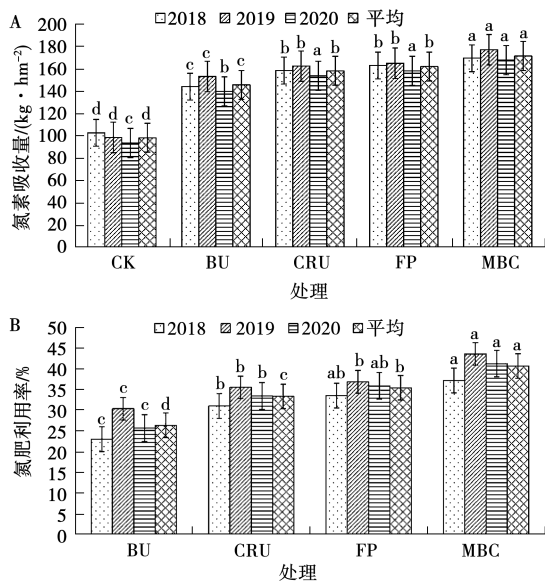 A
2018 2019 2020 平均
氮素吸收量/(kg·hm⁻²)
200
180
160
140
120
100
80
60
40
20
0
d d c d
c c b c
b b a b
b b a b
a a a a
CK BU CRU FP MBC
处理
B
2018 2019 2020 平均
氮肥利用率/%
50
45
40
35
30
25
20
15
10
5
0
c c c d
b b b c
ab b ab b
a a a a
BU CRU FP MBC
处理